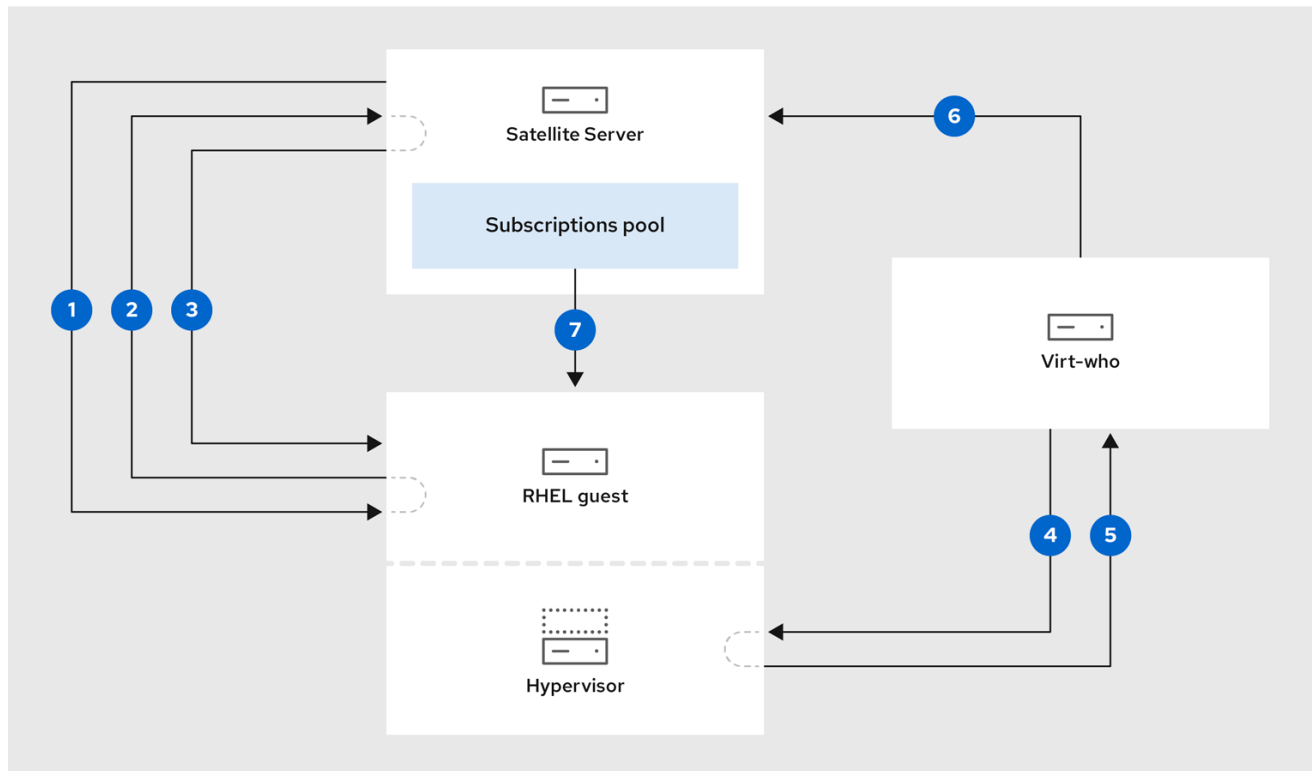 Satellite Server
6
Subscriptions pool
1
2
3
7
Virt-who
RHEL guest
4
5
Hypervisor